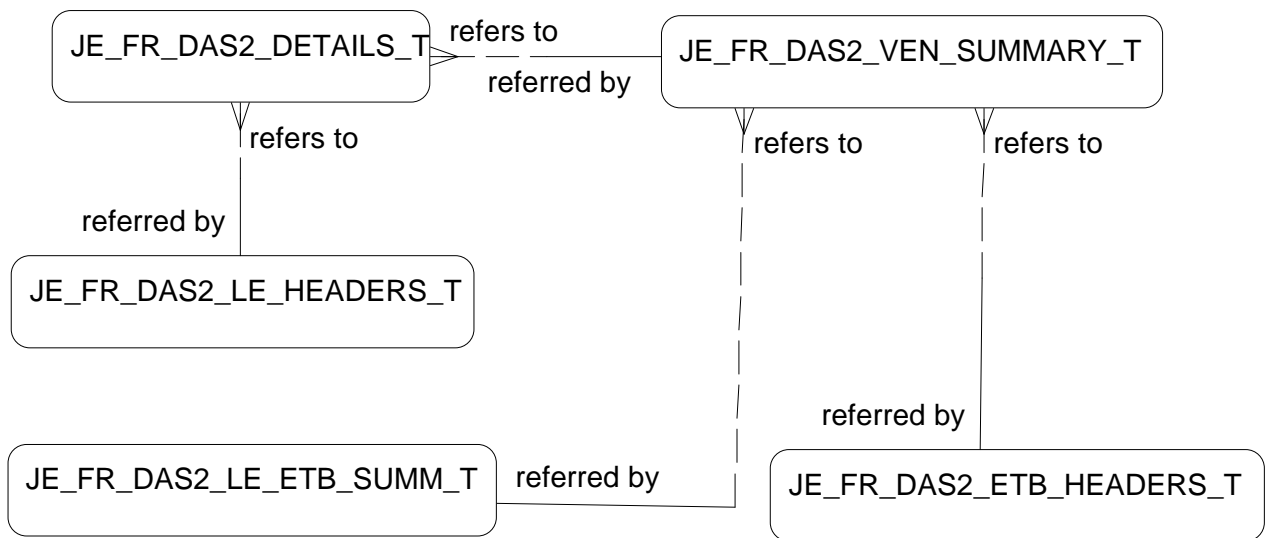 refers to
JE_FR_DAS2_DETAILS_T
JE_FR_DAS2_VEN_SUMMARY_T
referred by
refers to
refers to
refers to
referred by
JE_FR_DAS2_LE_HEADERS_T
referred by
JE_FR_DAS2_LE_ETB_SUMM_T
referred by
JE_FR_DAS2_ETB_HEADERS_T